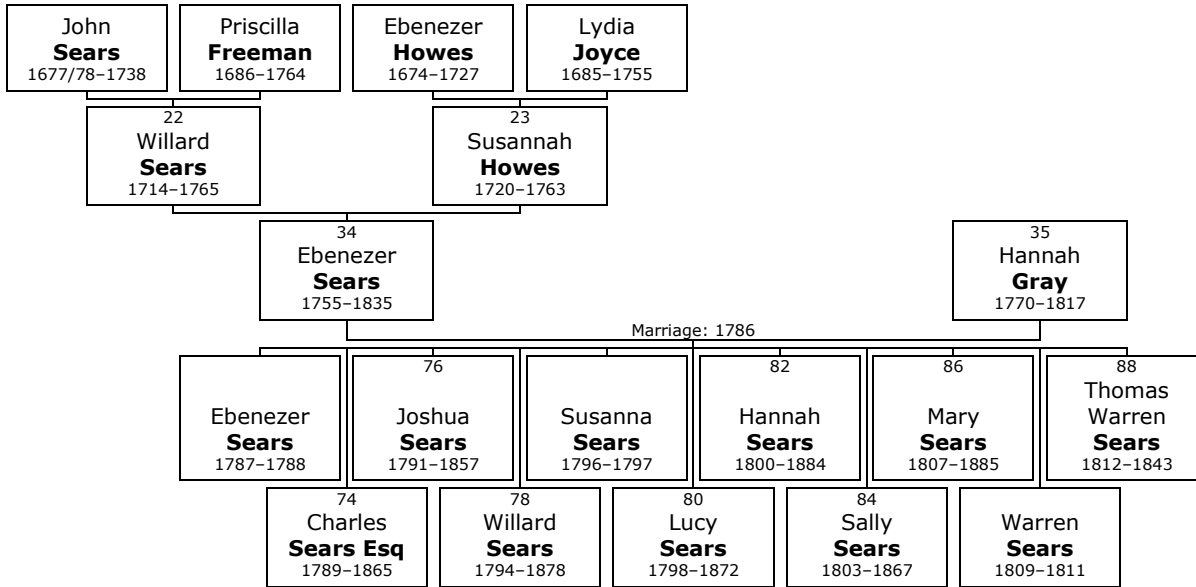 John
Sears
1677/78–1738
Priscilla
Freeman
1686–1764
Ebenezer
Howes
1674–1727
Lydia
Joyce
1685–1755
22
Willard
Sears
1714–1765
23
Susannah
Howes
1720–1763
34
Ebenezer
Sears
1755–1835
35
Hannah
Gray
1770–1817
Marriage: 1786
Ebenezer
Sears
1787–1788
76
Joshua
Sears
1791–1857
Susanna
Sears
1796–1797
82
Hannah
Sears
1800–1884
86
Mary
Sears
1807–1885
88
Thomas
Warren
Sears
1812–1843
74
Charles
Sears Esq
1789–1865
78
Willard
Sears
1794–1878
80
Lucy
Sears
1798–1872
84
Sally
Sears
1803–1867
Warren
Sears
1809–1811